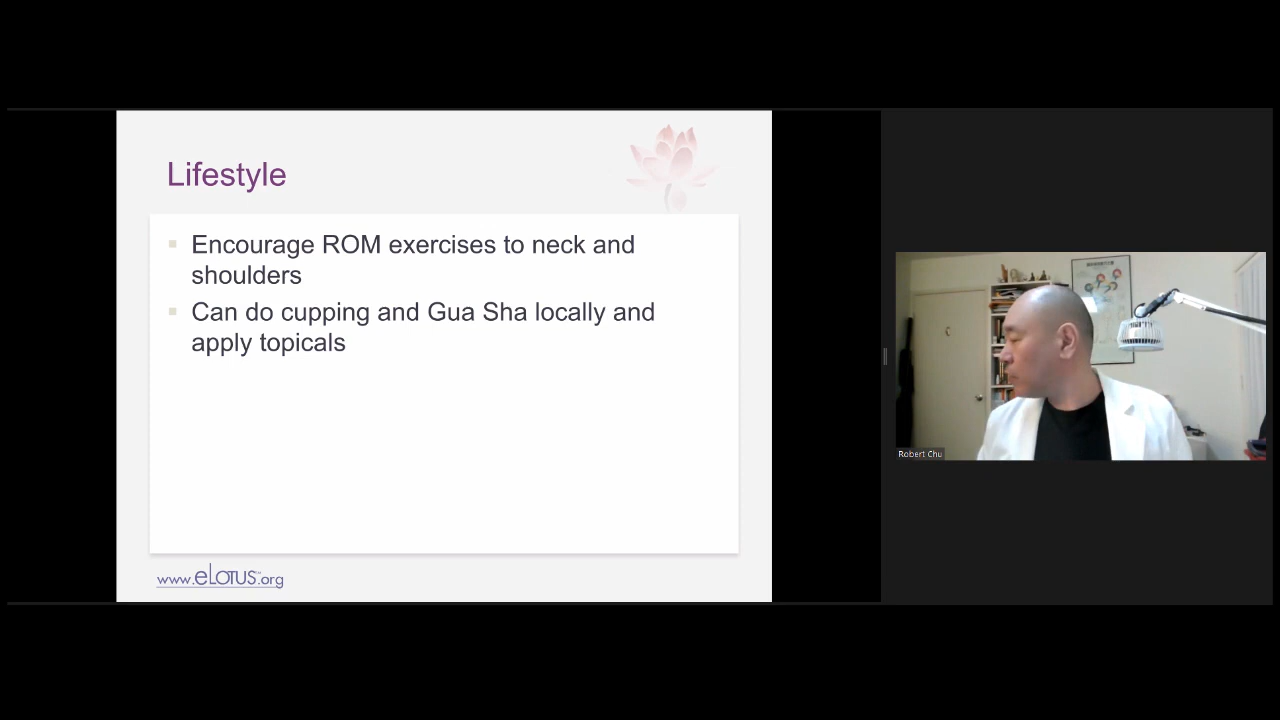 Lifestyle
Encourage ROM exercises to neck and
shoulders
Can do cupping and Gua Sha locally and
apply topicals
www.eLOTUS.org
Robert Chu